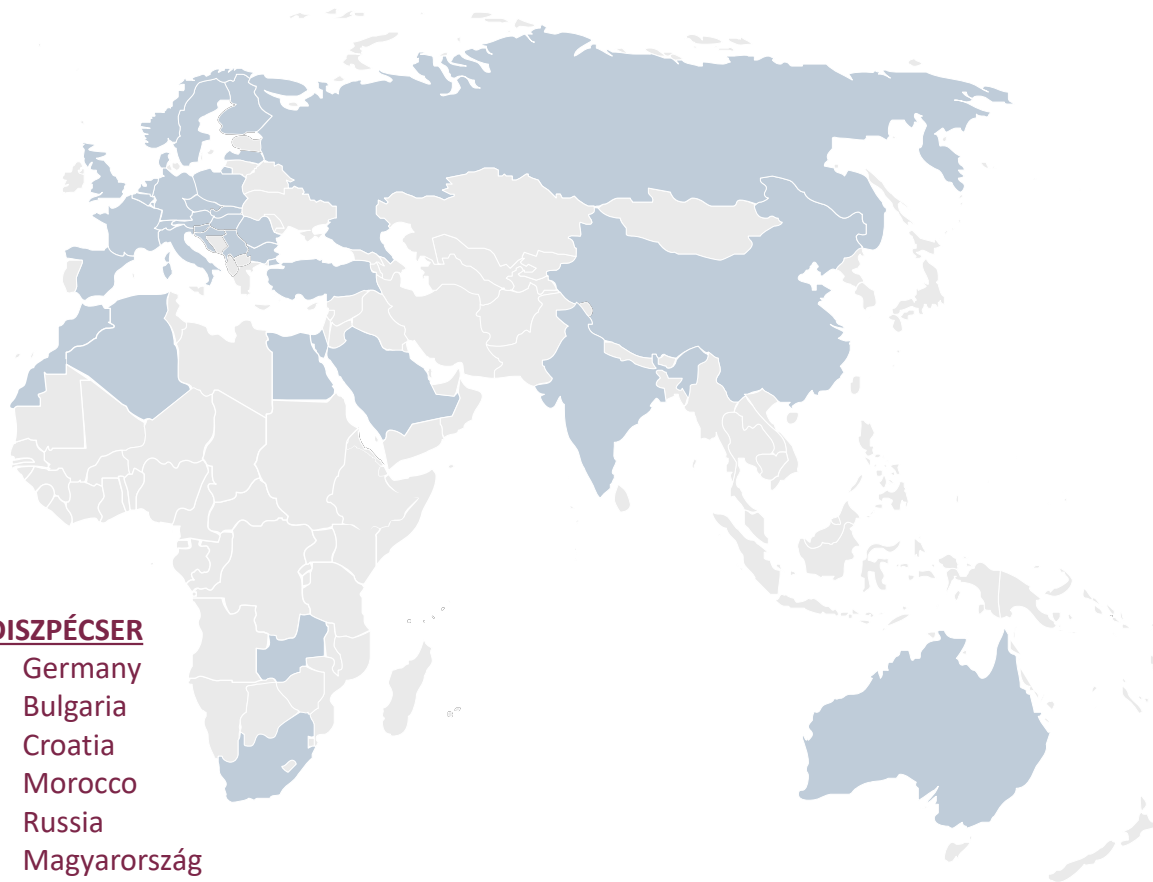 DISZPÉCSER
Germany
Bulgaria
Croatia
Morocco
Russia
Magyarország